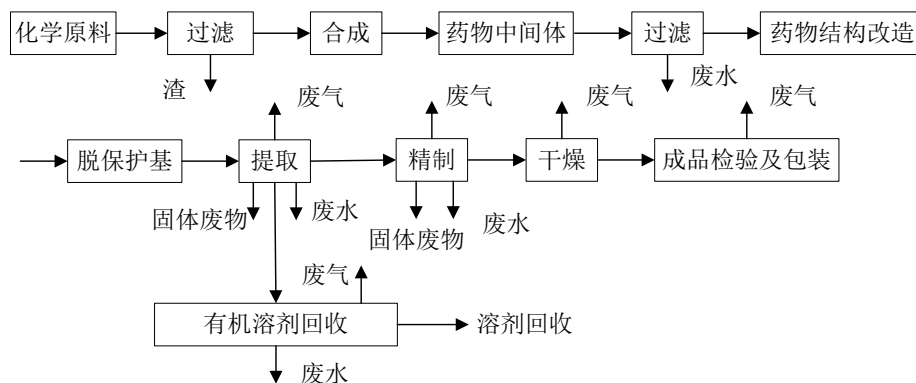 化学原料 过滤 合成 药物中间体 过滤 药物结构改造
渣 废水
废气 废气 废气 废气
脱保护基 提取 精制 干燥 成品检验及包装
固体废物 废水 固体废物 废水
废气
有机溶剂回收 溶剂回收
废水